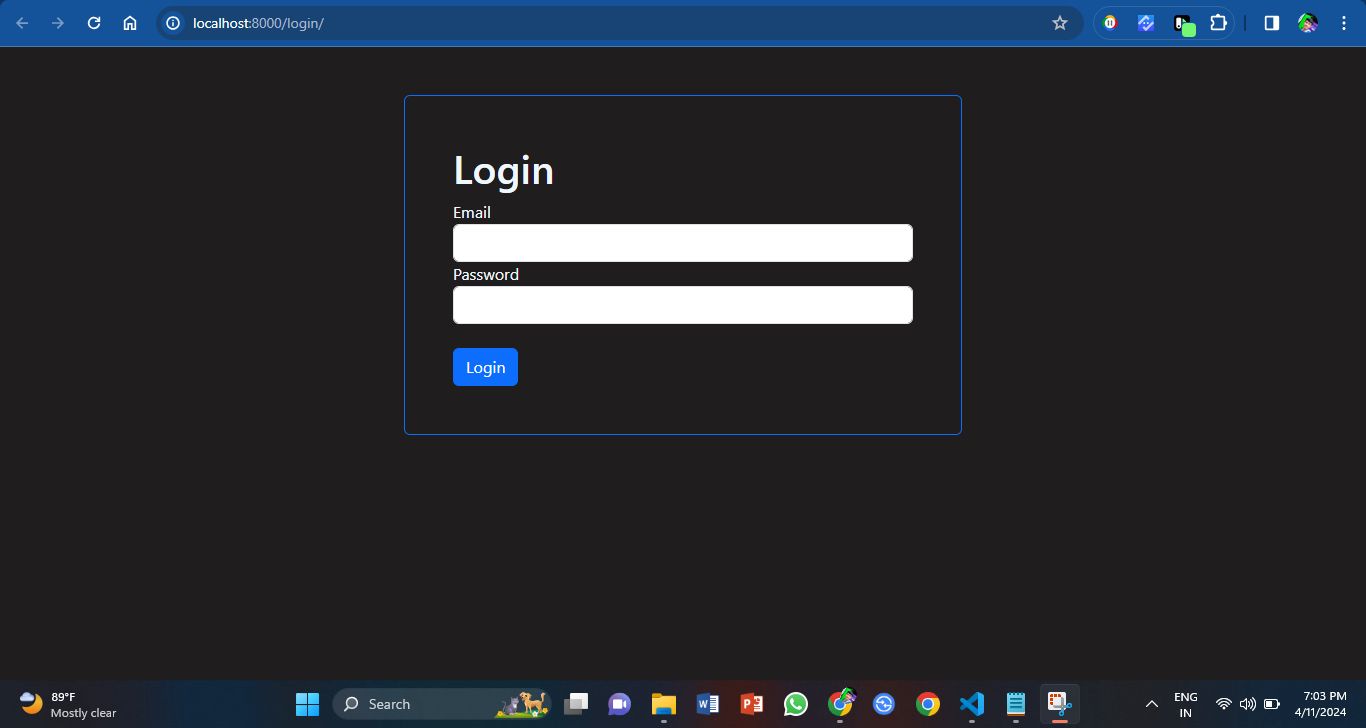 localhost:8000/login/
Login
Email
Password
Login
89°F
Mostly clear
Search
ENG
IN
7:03 PM
4/11/2024